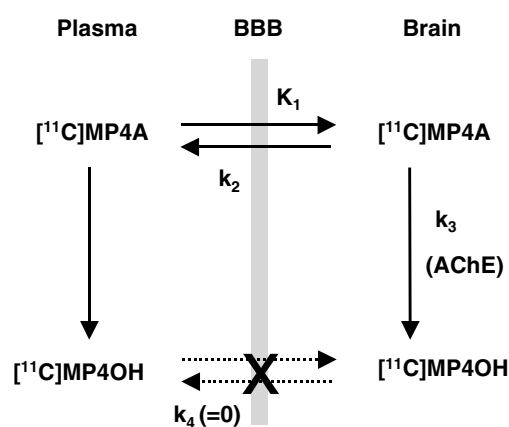 Plasma BBB Brain
K₁
[¹¹C]MP4A [¹¹C]MP4A
k₂
k₃
(AChE)
[¹¹C]MP4OH [¹¹C]MP4OH
X
k₄ (=0)